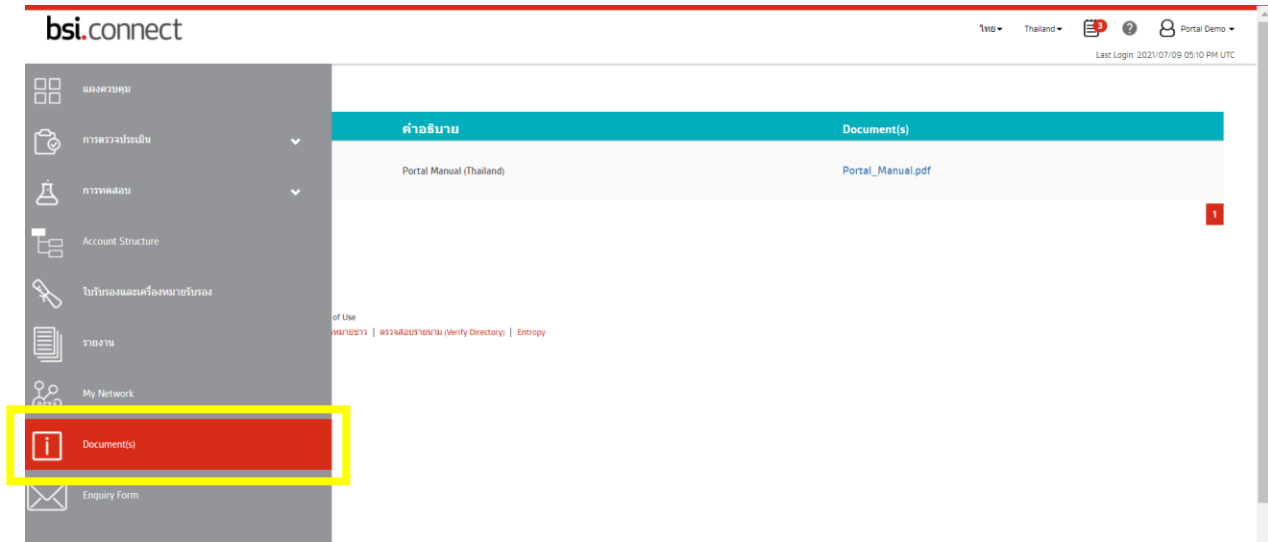 bsi.connect
ไทย Thailand 3 ? Portal Demo
Last Login: 2021/07/09 05:10 PM UTC
แผงควบคุม
การตรวจประเมิน
การทดสอบ
Account Structure
ใบรับรองและเครื่องหมายรับรอง
รายงาน
My Network
Document(s)
Enquiry Form
คำอธิบาย Document(s)
Portal Manual (Thailand) Portal_Manual.pdf
1
of Use
หมายข่าว | ตรวจสอบรายนาม (Verify Directory) | Entropy